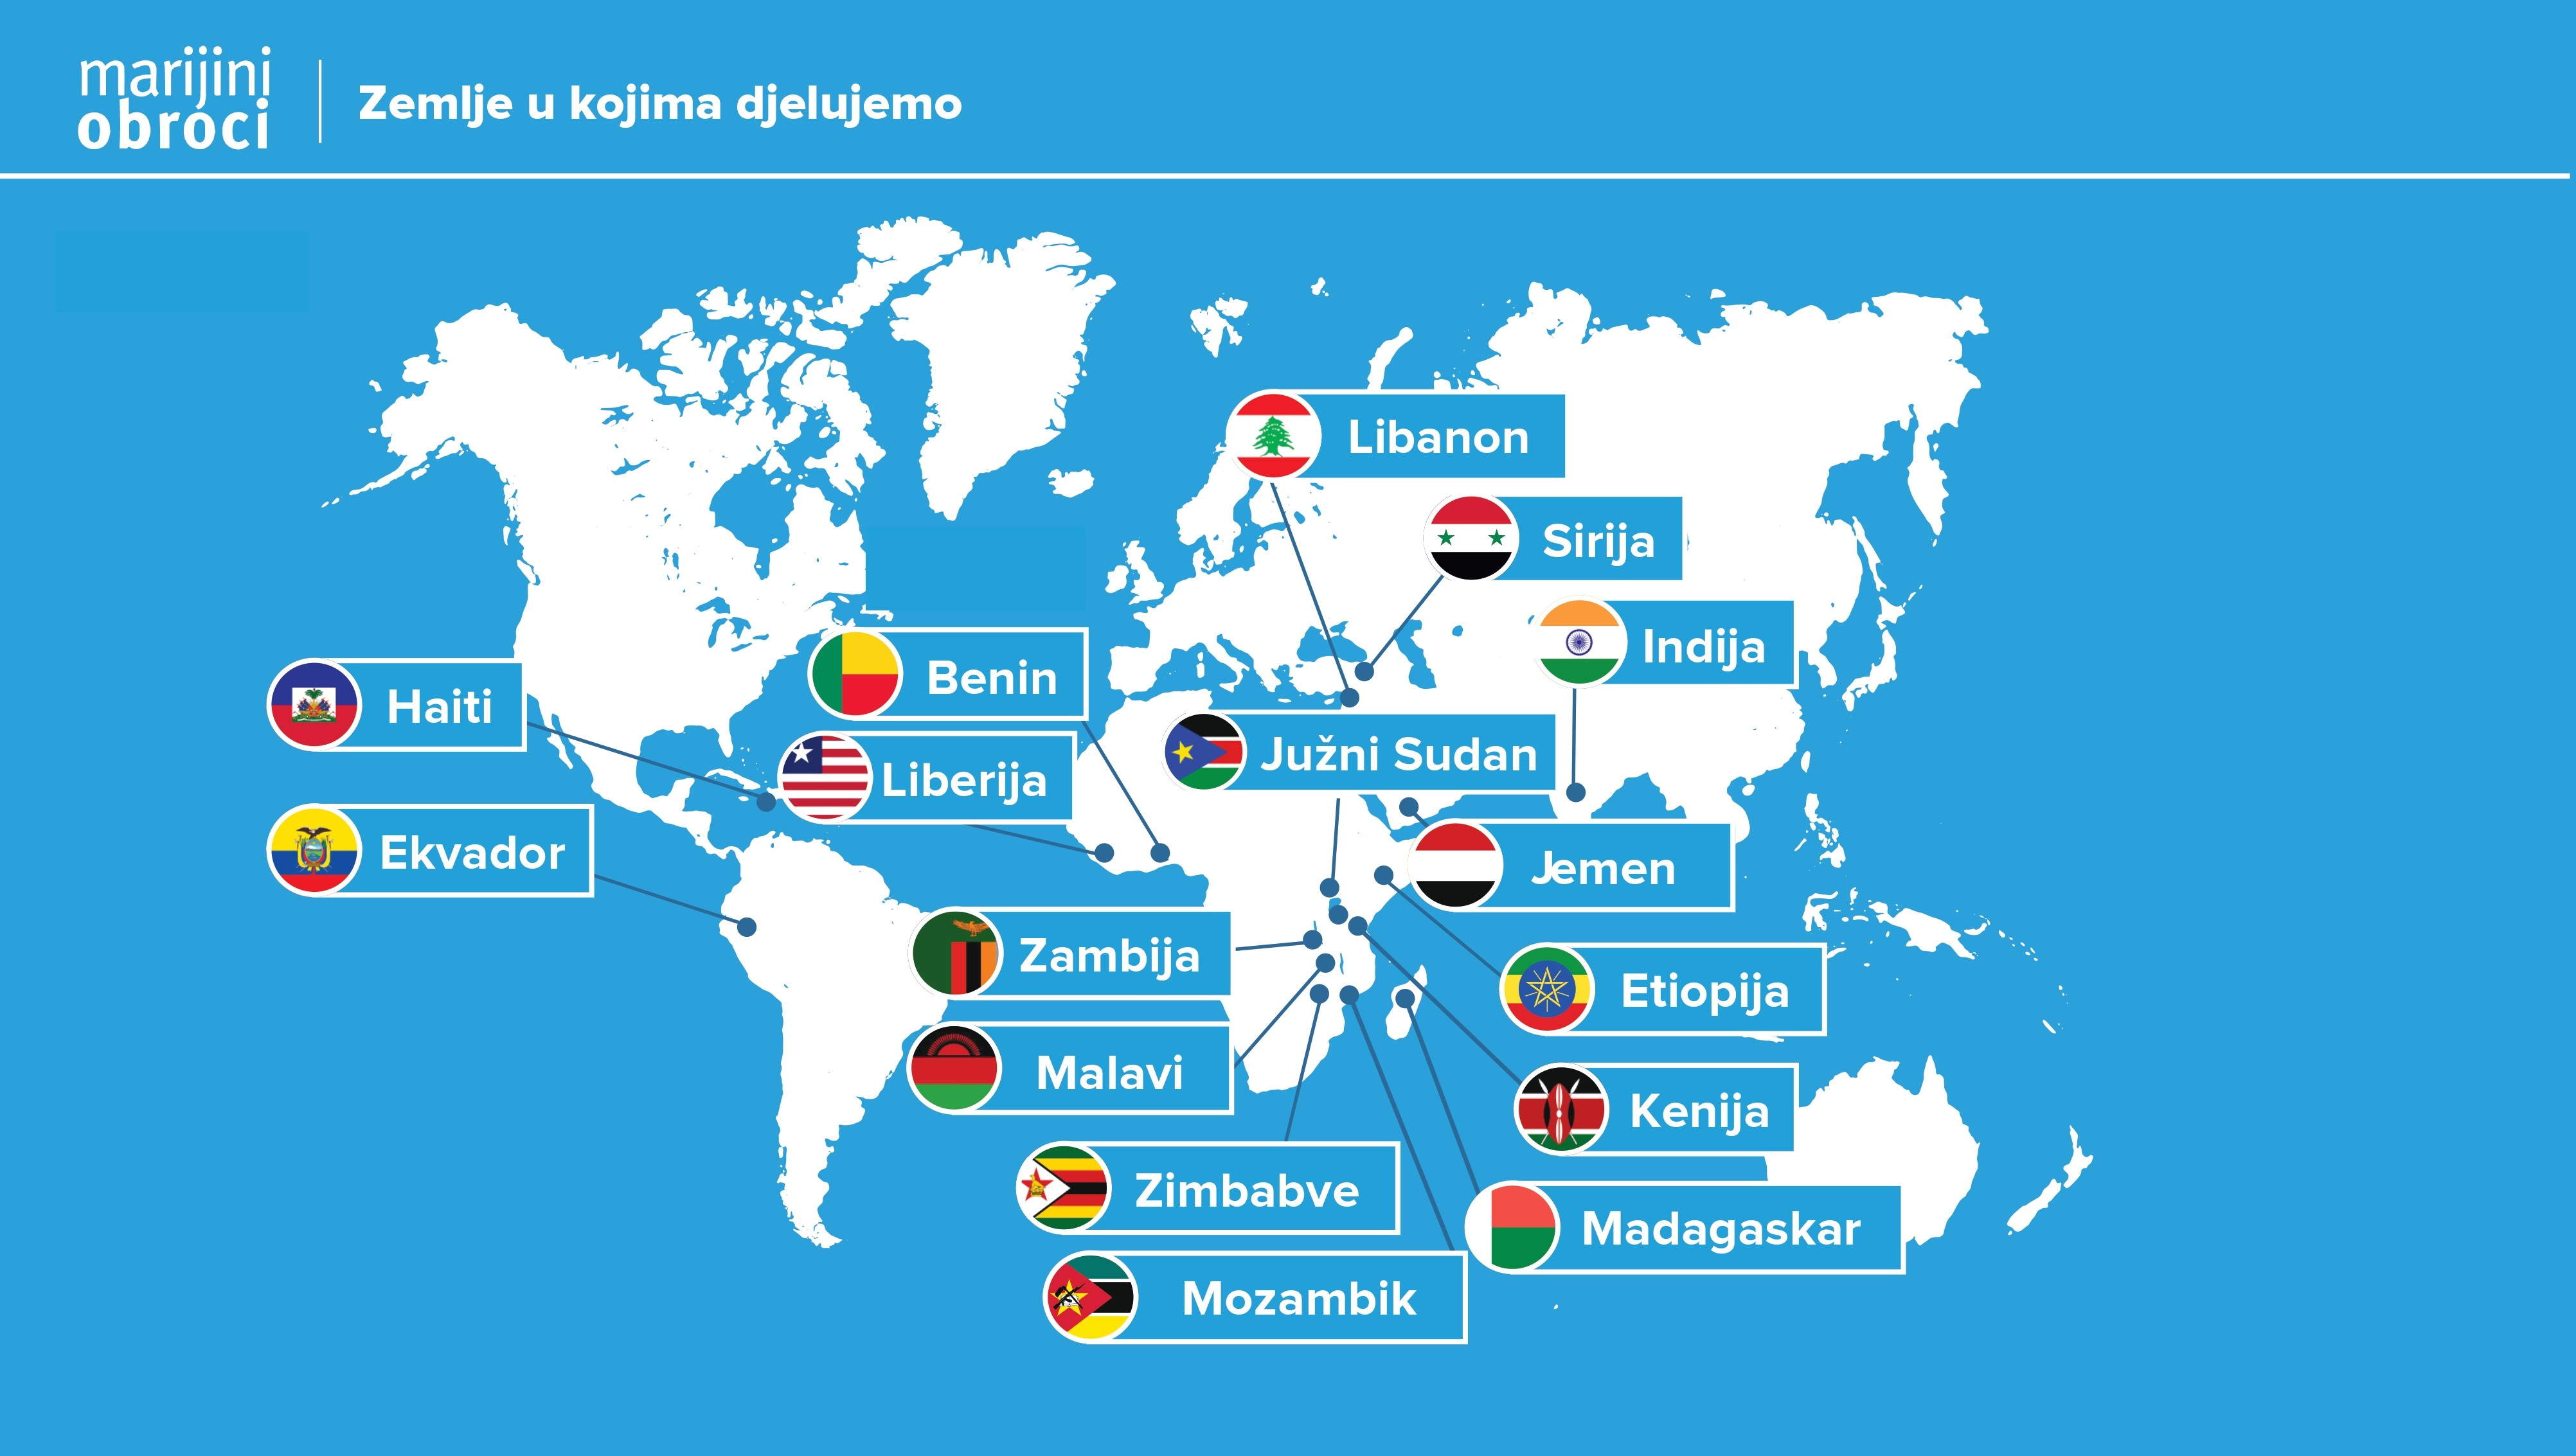 marijini
obroci
Zemlje u kojima djelujemo
Libanon
Sirija
Indija
Haiti
Benin
Liberija
Južni Sudan
Ekvador
Jemen
Zambija
Etiopija
Malavi
Kenija
Zimbabve
Madagaskar
Mozambik